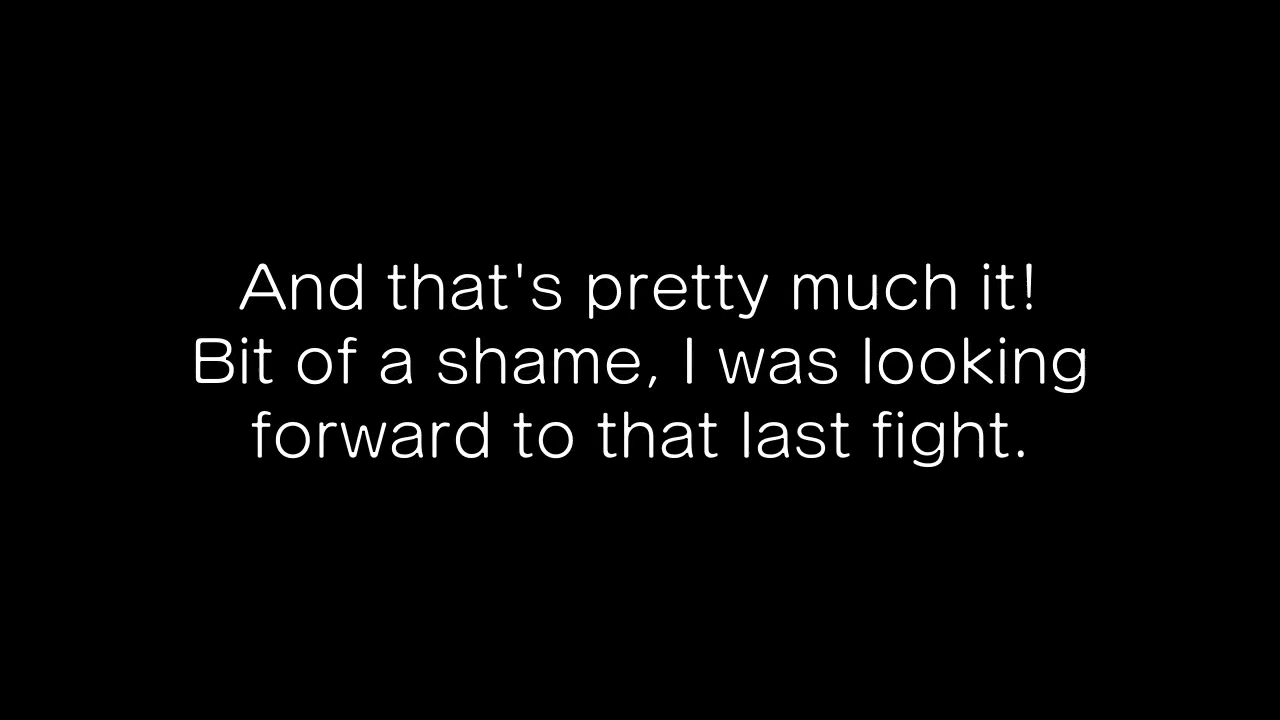 And that's pretty much it!
Bit of a shame, I was looking
forward to that last fight.